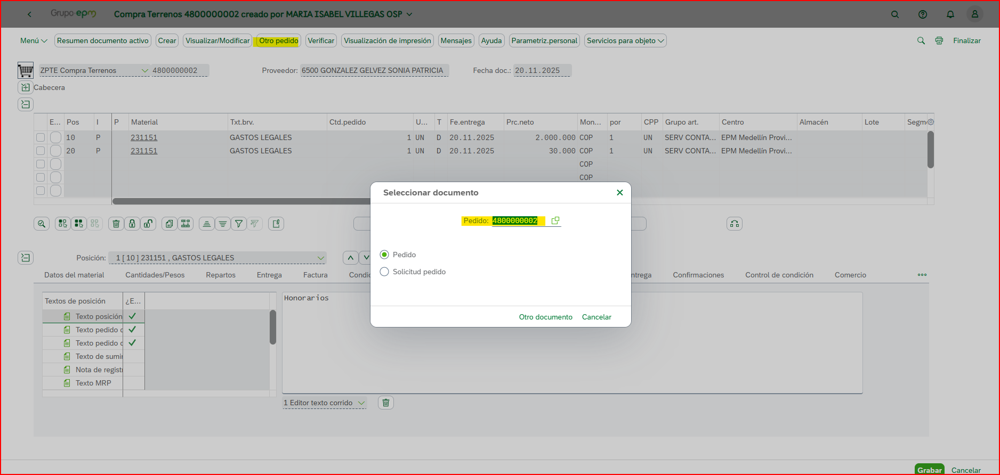 Grupo·epm Compra Terrenos 4800000002 creado por MARIA ISABEL VILLEGAS OSP
Menú Resumen documento activo Crear Visualizar/Modificar Otro pedido Verificar Visualización de impresión Mensajes Ayuda Parametriz.personal Servicios para objeto Finalizar
ZPTE Compra Terrenos 4800000002 Proveedor: 6500 GONZALEZ GELVEZ SONIA PATRICIA Fecha doc.: 20.11.2025
Cabecera
E... Pos I P Material Txt.brv. Ctd.pedido U... T Fe.entrega Prc.neto Mon... por CPP Grupo art. Centro Almacén Lote Segm
10 P 231151 GASTOS LEGALES 1 UN D 20.11.2025 2.000.000 COP 1 UN SERV CONTA... EPM Medellín Provi...
20 P 231151 GASTOS LEGALES 1 UN D 20.11.2025 30.000 COP 1 UN SERV CONTA... EPM Medellín Provi...
COP
COP
Seleccionar documento
Pedido: 4800000002
Pedido
Solicitud pedido
Otro documento Cancelar
Posición: 1 [ 10 ] 231151 , GASTOS LEGALES
Datos del material Cantidades/Pesos Repartos Entrega Factura Condic ntrega Confirmaciones Control de condición Comercio
Textos de posición ¿E...
Honorarios
Texto posición
Texto pedido d
Texto pedido d
Texto de sumin
Nota de registr
Texto MRP
1 Editor texto corrido
Grabar Cancelar